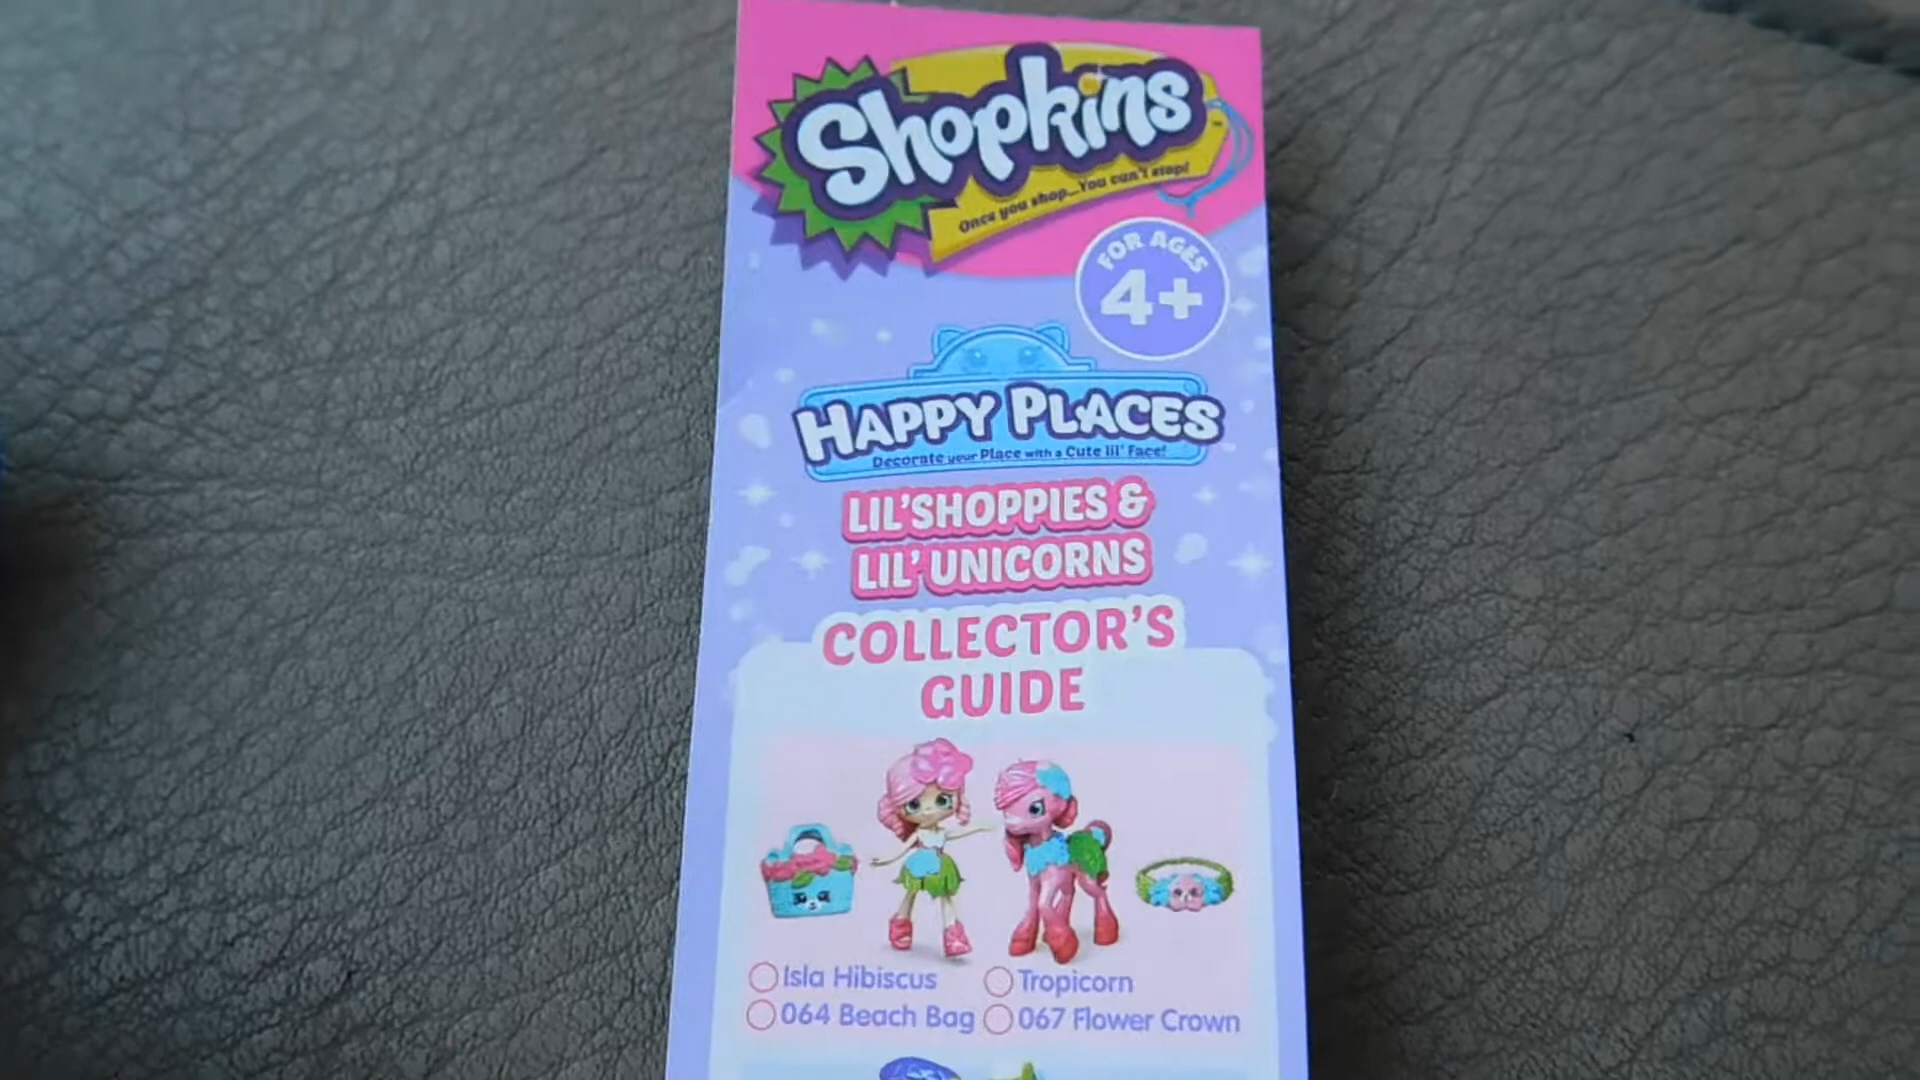 Shopkins
Once you shop...You can't stop!
FOR AGES
4+
HAPPY PLACES
Decorate your Place with a Cute lil' Face!
LIL'SHOPPIES &
LIL' UNICORNS
COLLECTOR'S
GUIDE
Isla Hibiscus
Tropicorn
064 Beach Bag
067 Flower Crown